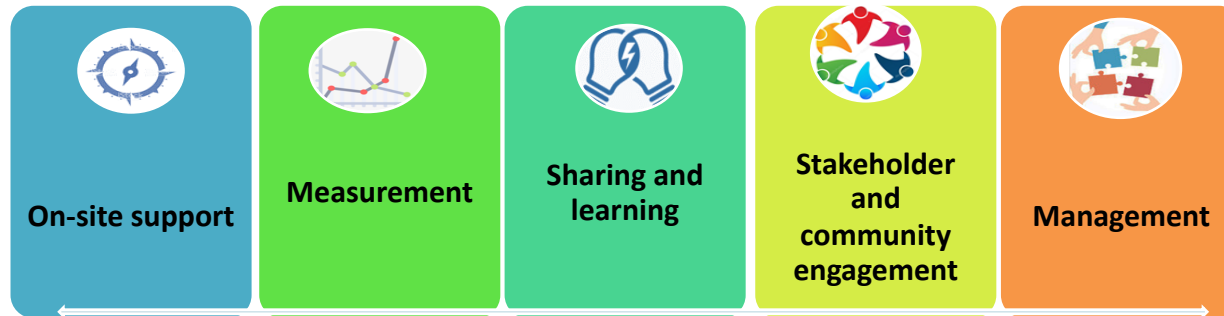 On-site support
Measurement
Sharing and
learning
Stakeholder
and
community
engagement
Management